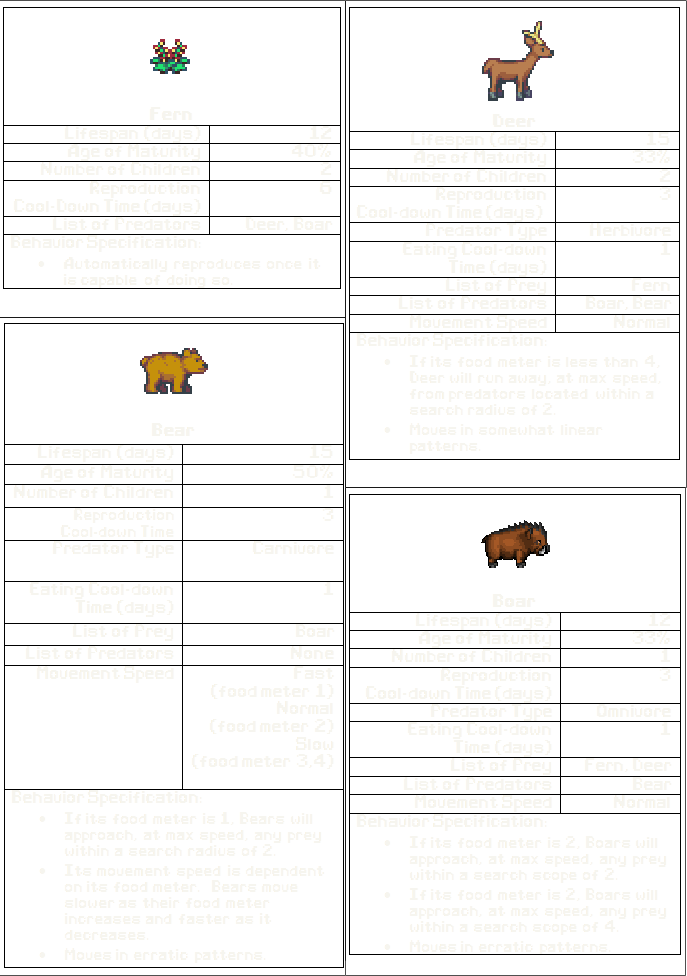 Fern
Lifespan (days) 12
Age of Maturity 40%
Number of Children 2
Reproduction 6
Cool-Down Time (days)
List of Predators Deer, Boar
Behavior Specification:
• Automatically reproduces once it
is capable of doing so.
Bear
Lifespan (days) 15
Age of Maturity 50%
Number of Children 1
Reproduction 3
Cool-down Time
Predator Type Carnivore
Eating Cool-down 1
Time (days)
List of Prey Boar
List of Predators None
Movement Speed Fast
(food meter 1)
Normal
(food meter 2)
Slow
(food meter 3,4)
Behavior Specification:
• If its food meter is 1, Bears will
approach, at max speed, any prey
within a search radius of 2
• Its movement speed is dependent
on its food meter. Bears move
slower as their food meter
increases and faster as it
decreases.
• Moves in erratic patterns.
Deer
Lifespan (days) 15
Age of Maturity 33%
Number of Children 2
Reproduction 3
Cool-down Time (days)
Predator Type Herbivore
Eating Cool-down 1
Time (days)
List of Prey Fern
List of Predators Boar, Bear
Movement Speed Normal
Behavior Specification:
• If its food meter is less than 4,
Deer will run away, at max speed,
from predators located within a
search radius of 2
• Moves in somewhat linear
patterns.
Boar
Lifespan (days) 12
Age of Maturity 33%
Number of Children 1
Reproduction 3
Cool-down Time (days)
Predator Type Omnivore
Eating Cool-down 1
Time (days)
List of Prey Fern, Deer
List of Predators Bear
Movement Speed Normal
Behavior Specification:
• If its food meter is 2, Boars will
approach, at max speed, any prey
within a search scope of 2.
• If its food meter is 2, Boars will
approach, at max speed, any prey
within a search scope of 4.
• Moves in erratic patterns.